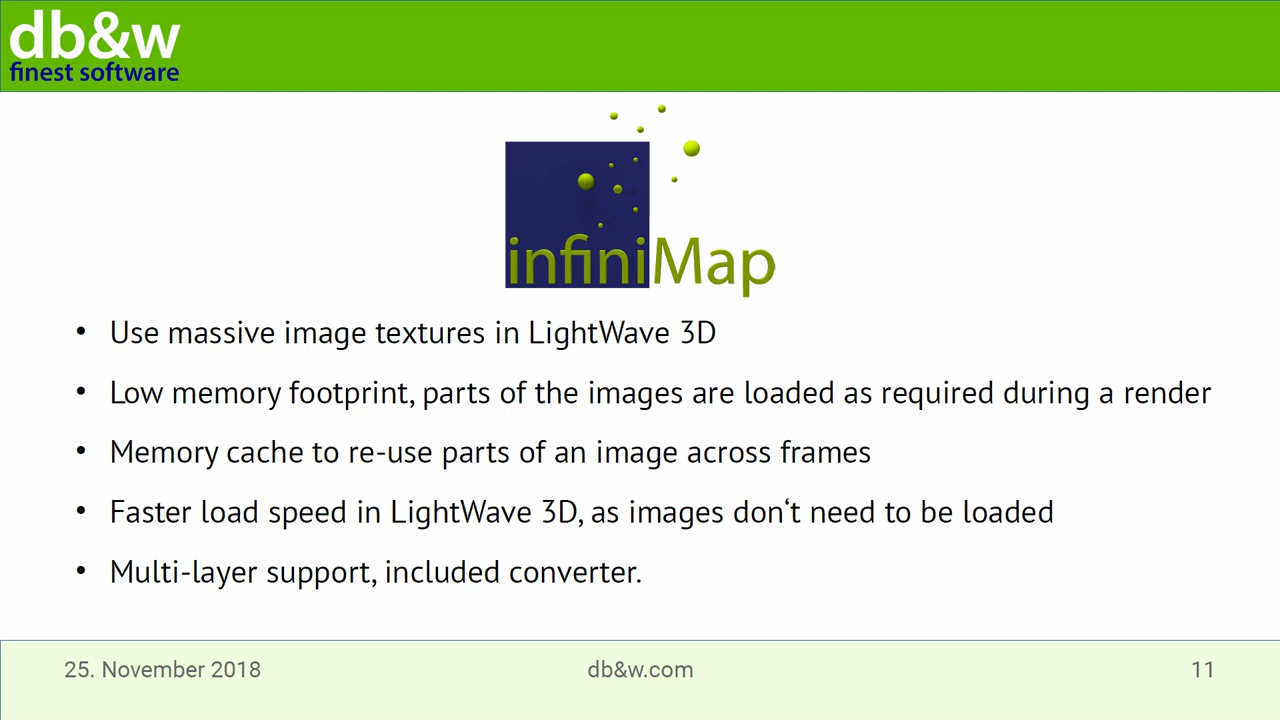 db&w
finest software
infiniMap
• Use massive image textures in LightWave 3D
• Low memory footprint, parts of the images are loaded as required during a render
• Memory cache to re-use parts of an image across frames
• Faster load speed in LightWave 3D, as images don‘t need to be loaded
• Multi-layer support, included converter.
25. November 2018
db&w.com
11